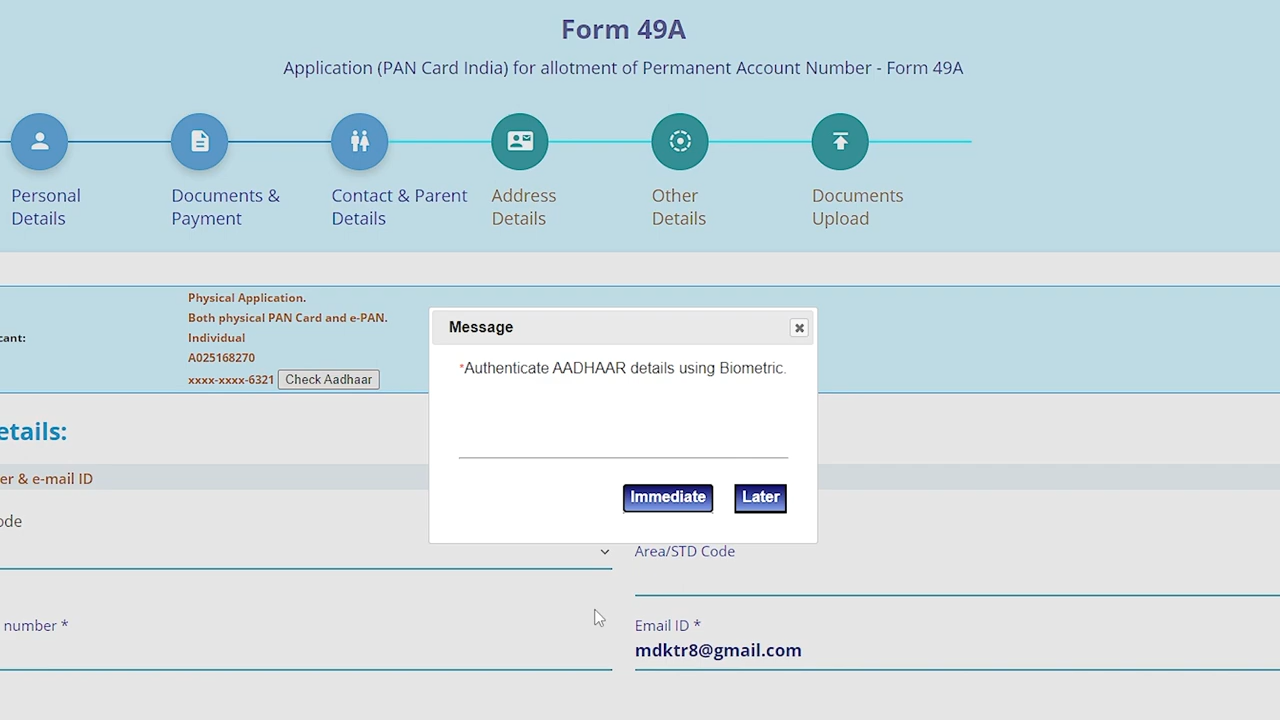 Form 49A
Application (PAN Card India) for allotment of Permanent Account Number - Form 49A
Personal Details
Documents & Payment
Contact & Parent Details
Address Details
Other Details
Documents Upload
Physical Application.
Both physical PAN Card and e-PAN.
cant: Individual
A025168270
xxxx-xxxx-6321 Check Aadhaar
Message
*Authenticate AADHAAR details using Biometric.
Immediate Later
etails:
er & e-mail ID
ode
Area/STD Code
number *
Email ID *
mdktr8@gmail.com